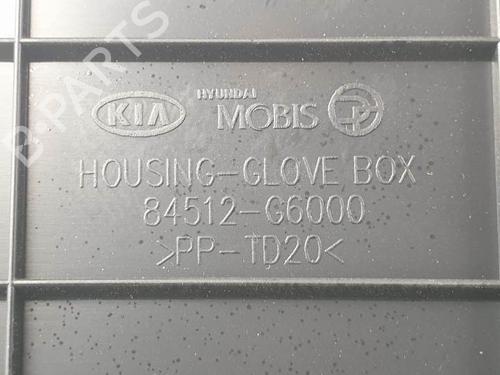 B-PARTS
KIA HYUNDAI MOBIS
HOUSING-GLOVE BOX
84512-G6000
>PP-TD20<